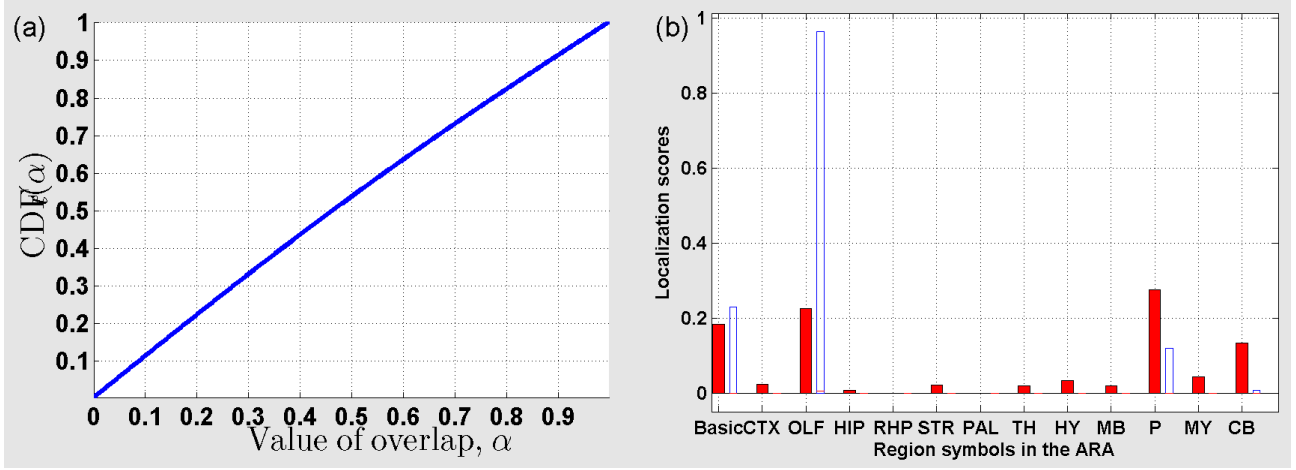 (a)
1
0.9
0.8
0.7
0.6
0.5
0.4
0.3
0.2
0.1
0 0.1 0.2 0.3 0.4 0.5 0.6 0.7 0.8 0.9
CDF(α)
Value of overlap, α
(b)
1
0.8
0.6
0.4
0.2
0
Localization scores
Basic CTX OLF HIP RHP STR PAL TH HY MB P MY CB
Region symbols in the ARA